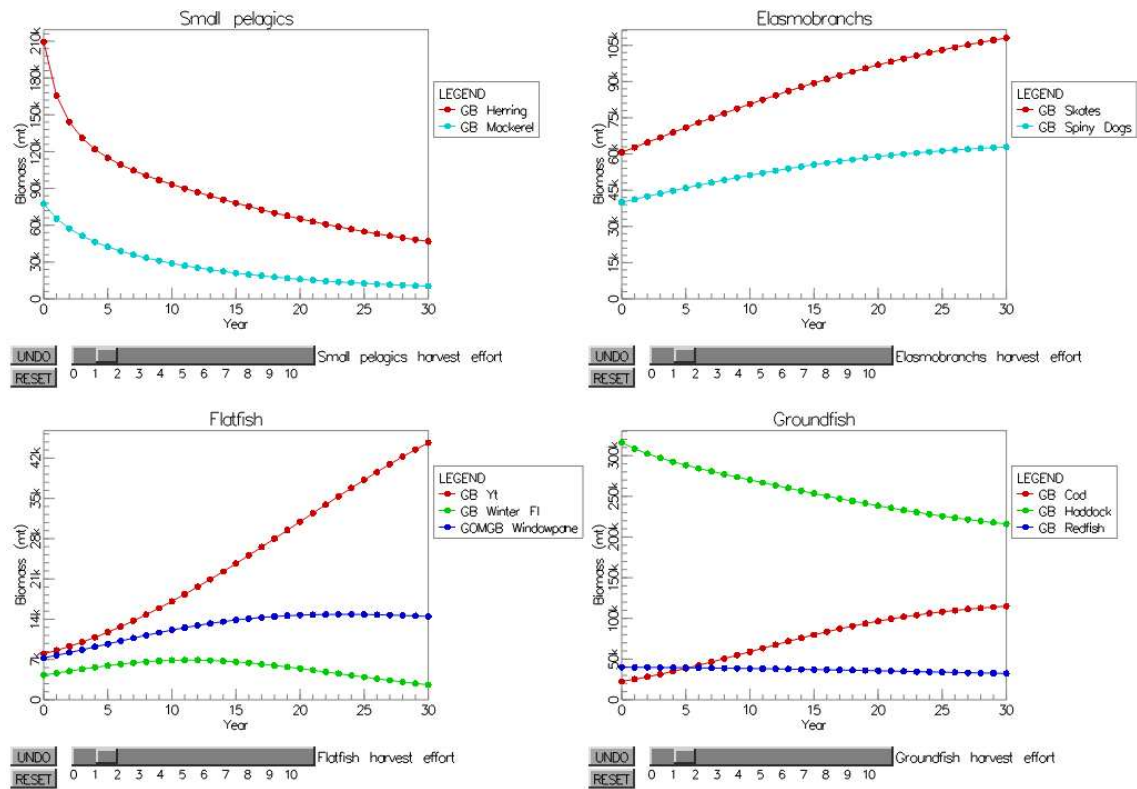 Small pelagics
Biomass (mt)
210k
180k
150k
120k
90k
60k
30k
0
0 5 10 15 20 25 30
Year
LEGEND
GB Herring
GB Mackerel
UNDO
RESET
0 1 2 3 4 5 6 7 8 9 10
Small pelagics harvest effort
Elasmobranchs
Biomass (mt)
105k
90k
75k
60k
45k
30k
15k
0
0 5 10 15 20 25 30
Year
LEGEND
GB Skates
GB Spiny Dogs
UNDO
RESET
0 1 2 3 4 5 6 7 8 9 10
Elasmobranchs harvest effort
Flatfish
Biomass (mt)
42k
35k
28k
21k
14k
7k
0
0 5 10 15 20 25 30
Year
LEGEND
GB Yt
GB Winter Fl
GOMGB Windowpane
UNDO
RESET
0 1 2 3 4 5 6 7 8 9 10
Flatfish harvest effort
Groundfish
Biomass (mt)
300k
250k
200k
150k
100k
50k
0
0 5 10 15 20 25 30
Year
LEGEND
GB Cod
GB Haddock
GB Redfish
UNDO
RESET
0 1 2 3 4 5 6 7 8 9 10
Groundfish harvest effort